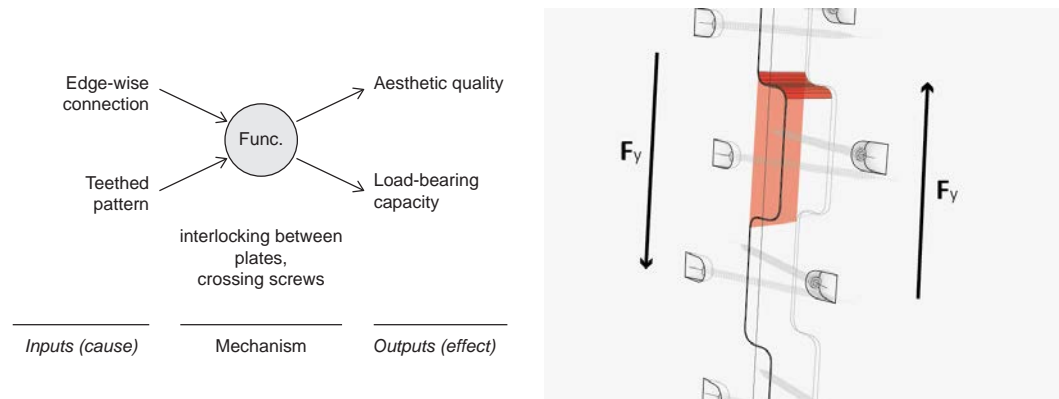 Edge-wise
connection
Aesthetic quality
Func.
Teethed
pattern
Load-bearing
capacity
interlocking between
plates,
crossing screws
Inputs (cause)
Mechanism
Outputs (effect)
Fy
Fy